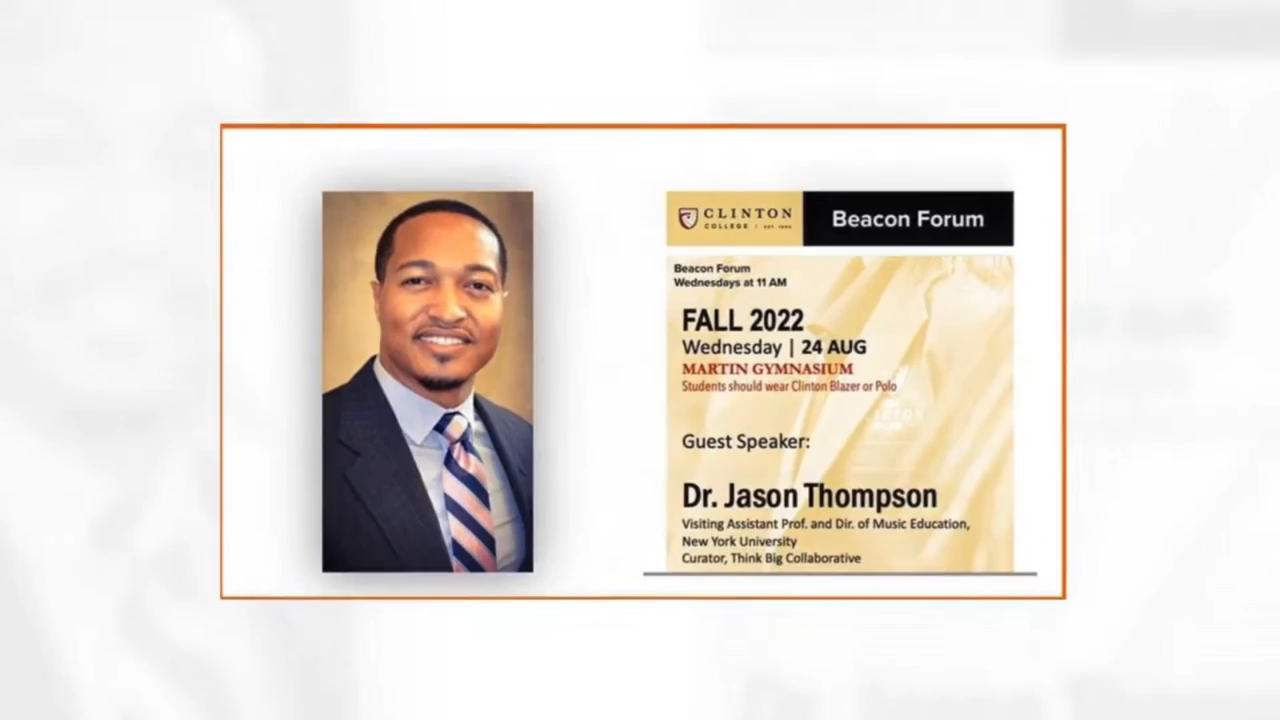 CLINTON
COLLEGE
Beacon Forum
Beacon Forum
Wednesdays at 11 AM
FALL 2022
Wednesday | 24 AUG
MARTIN GYMNASIUM
Students should wear Clinton Blazer or Polo
Guest Speaker:
Dr. Jason Thompson
Visiting Assistant Prof. and Dir. of Music Education,
New York University
Curator, Think Big Collaborative